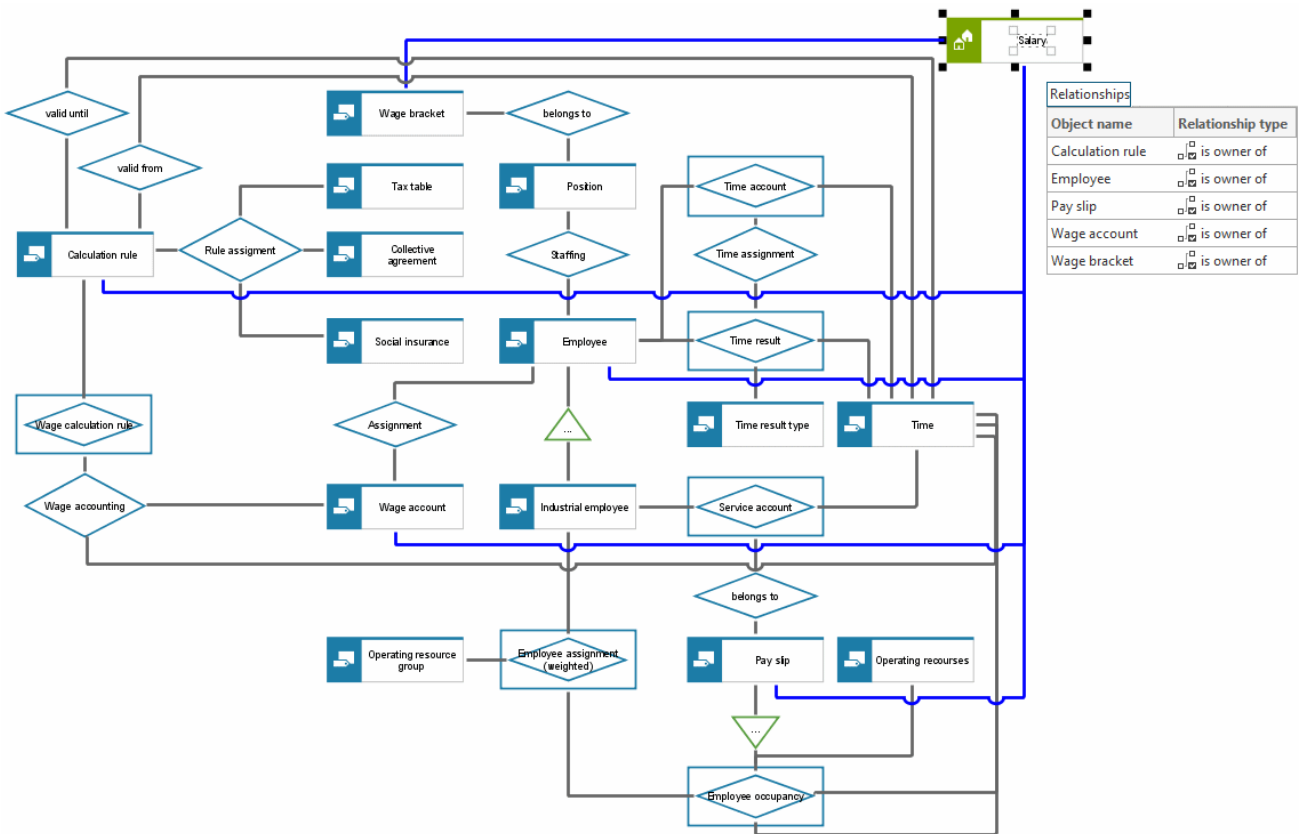 Salary
valid until
Wage bracket
belongs to
Relationships
Object name Relationship type
Calculation rule is owner of
Employee is owner of
Pay slip is owner of
Wage account is owner of
Wage bracket is owner of
valid from
Tax table
Position
Time account
Calculation rule
Rule assigment
Collective
agreement
Staffing
Time assignment
Social insurance
Employee
Time result
Wage calculation rule
Assignment
...
Time result type
Time
Wage accounting
Wage account
Industrial employee
Service account
belongs to
Operating resource
group
Employee assignment
(weighted)
Pay slip
Operating recourses
...
Employee occupancy